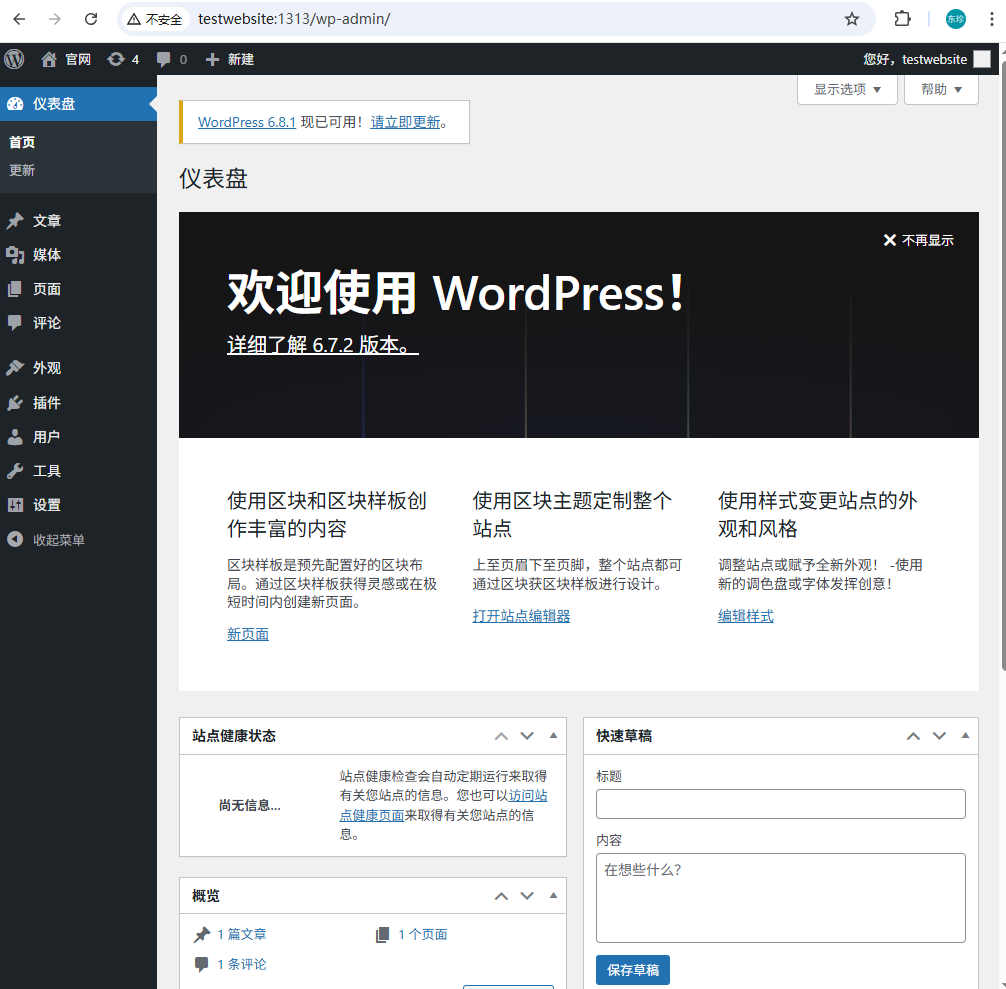 不安全 testwebsite:1313/wp-admin/ 东珍
官网 4 0 新建 您好，testwebsite
仪表盘
首页
更新
文章
媒体
页面
评论
外观
插件
用户
工具
设置
收起菜单
显示选项 帮助
WordPress 6.8.1 现已可用！请立即更新。
仪表盘
不再显示
欢迎使用 WordPress！
详细了解 6.7.2 版本。
使用区块和区块样板创
作丰富的内容
区块样板是预先配置好的区块布
局。通过区块样板获得灵感或在极
短时间内创建新页面。
新页面
使用区块主题定制整个
站点
上至页眉下至页脚，整个站点都可
通过区块获区块样板进行设计。
打开站点编辑器
使用样式变更站点的外
观和风格
调整站点或赋予全新外观！ -使用
新的调色盘或字体发挥创意！
编辑样式
站点健康状态
尚无信息...
站点健康检查会自动定期运行来取得
有关您站点的信息。您也可以访问站
点健康页面来取得有关您站点的信
息。
概览
1 篇文章 1 个页面
1 条评论
快速草稿
标题
内容
在想些什么？
保存草稿